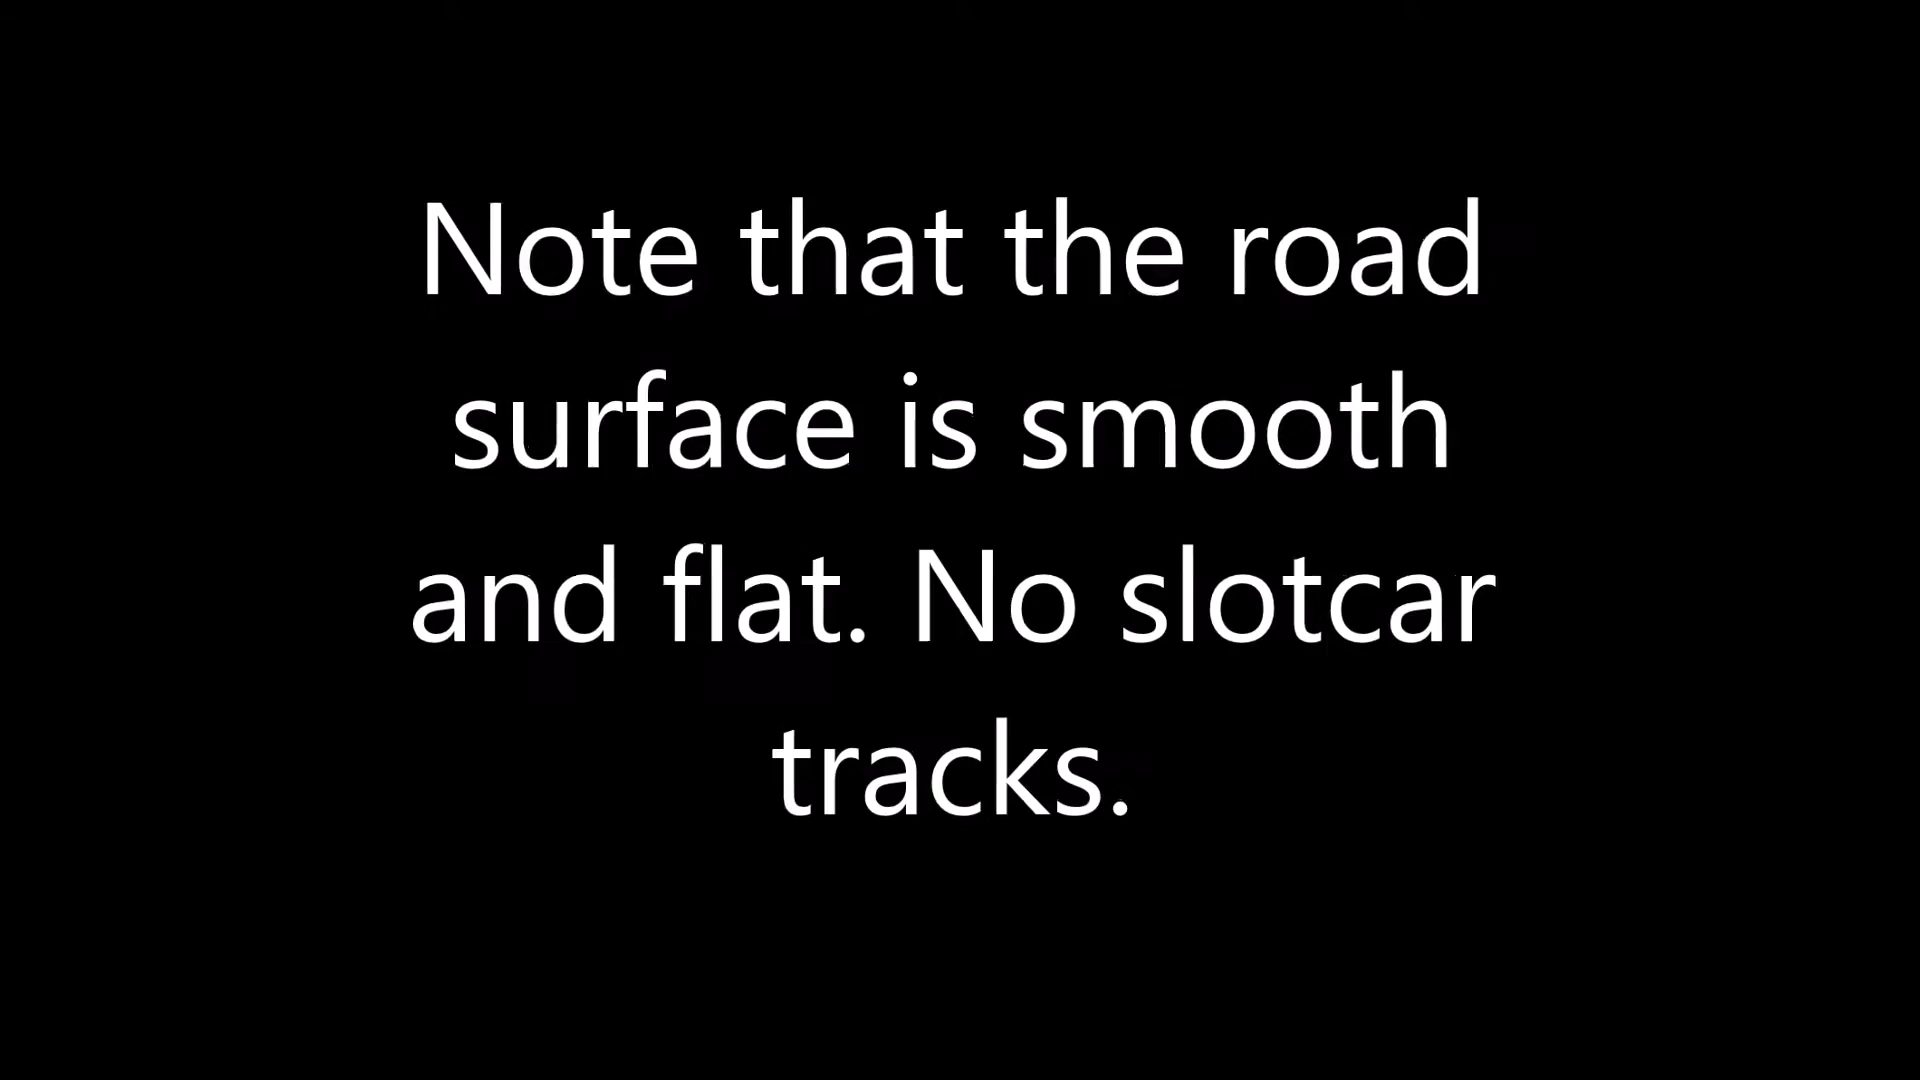 Note that the road
surface is smooth
and flat. No slotcar
tracks.